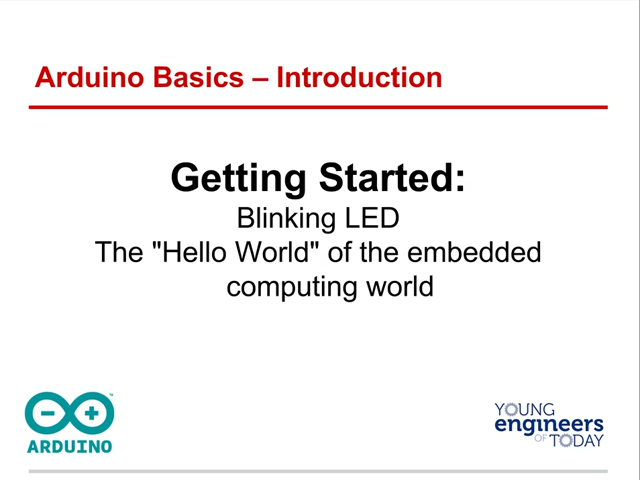 Arduino Basics – Introduction
Getting Started:
Blinking LED
The "Hello World" of the embedded
computing world
ARDUINO
™
YOUNG
engineers
OF TODAY